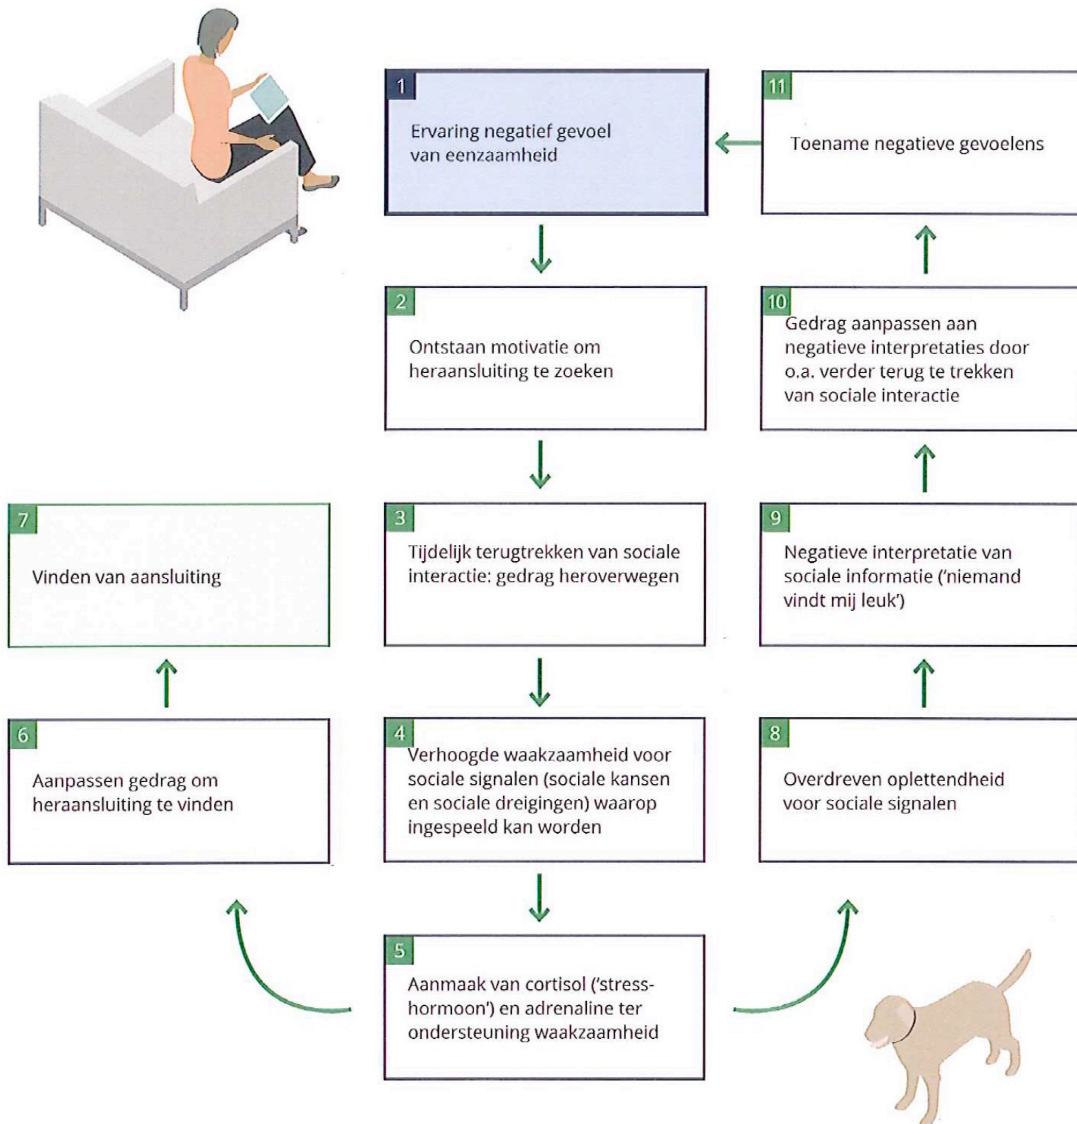 1
Ervaring negatief gevoel
van eenzaamheid
2
Ontstaan motivatie om
heraansluiting te zoeken
3
Tijdelijk terugtrekken van sociale
interactie: gedrag heroverwegen
4
Verhoogde waakzaamheid voor
sociale signalen (sociale kansen
en sociale dreigingen) waarop
ingespeeld kan worden
5
Aanmaak van cortisol (‘stress-
hormoon’) en adrenaline ter
ondersteuning waakzaamheid
6
Aanpassen gedrag om
heraansluiting te vinden
7
Vinden van aansluiting
8
Overdreven oplettendheid
voor sociale signalen
9
Negatieve interpretatie van
sociale informatie (‘niemand
vindt mij leuk’)
10
Gedrag aanpassen aan
negatieve interpretaties door
o.a. verder terug te trekken
van sociale interactie
11
Toename negatieve gevoelens